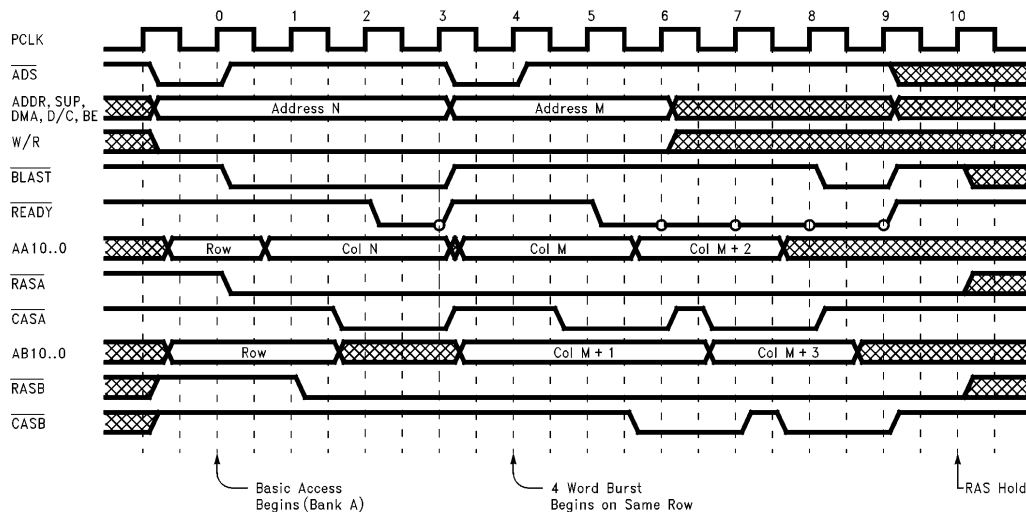 0 1 2 3 4 5 6 7 8 9 10
PCLK
ADS
ADDR, SUP,
DMA, D/C, BE
Address N Address M
W/R
BLAST
READY
AA10..0 Row Col N Col M Col M + 2
RASA
CASA
AB10..0 Row Col M + 1 Col M + 3
RASB
CASB
Basic Access
Begins (Bank A)
4 Word Burst
Begins on Same Row
RAS Hold